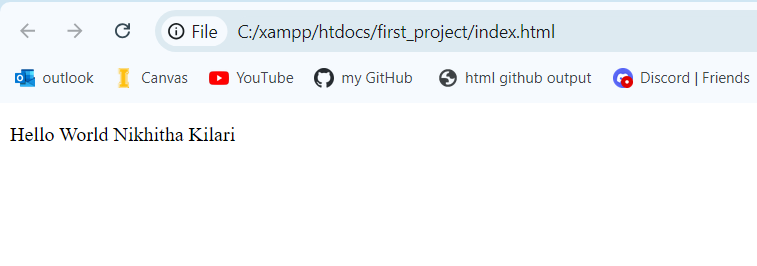 File C:/xampp/htdocs/first_project/index.html
outlook Canvas YouTube my GitHub html github output Discord | Friends
Hello World Nikhitha Kilari